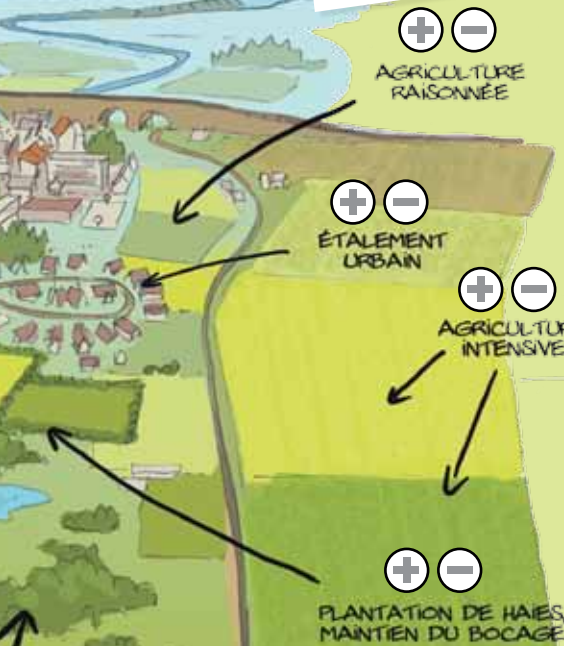 AGRICULTURE
RAISONNÉE
ÉTALEMENT
URBAIN
AGRICULTUR
INTENSIVE
PLANTATION DE HAIES,
MAINTIEN DU BOCAGE